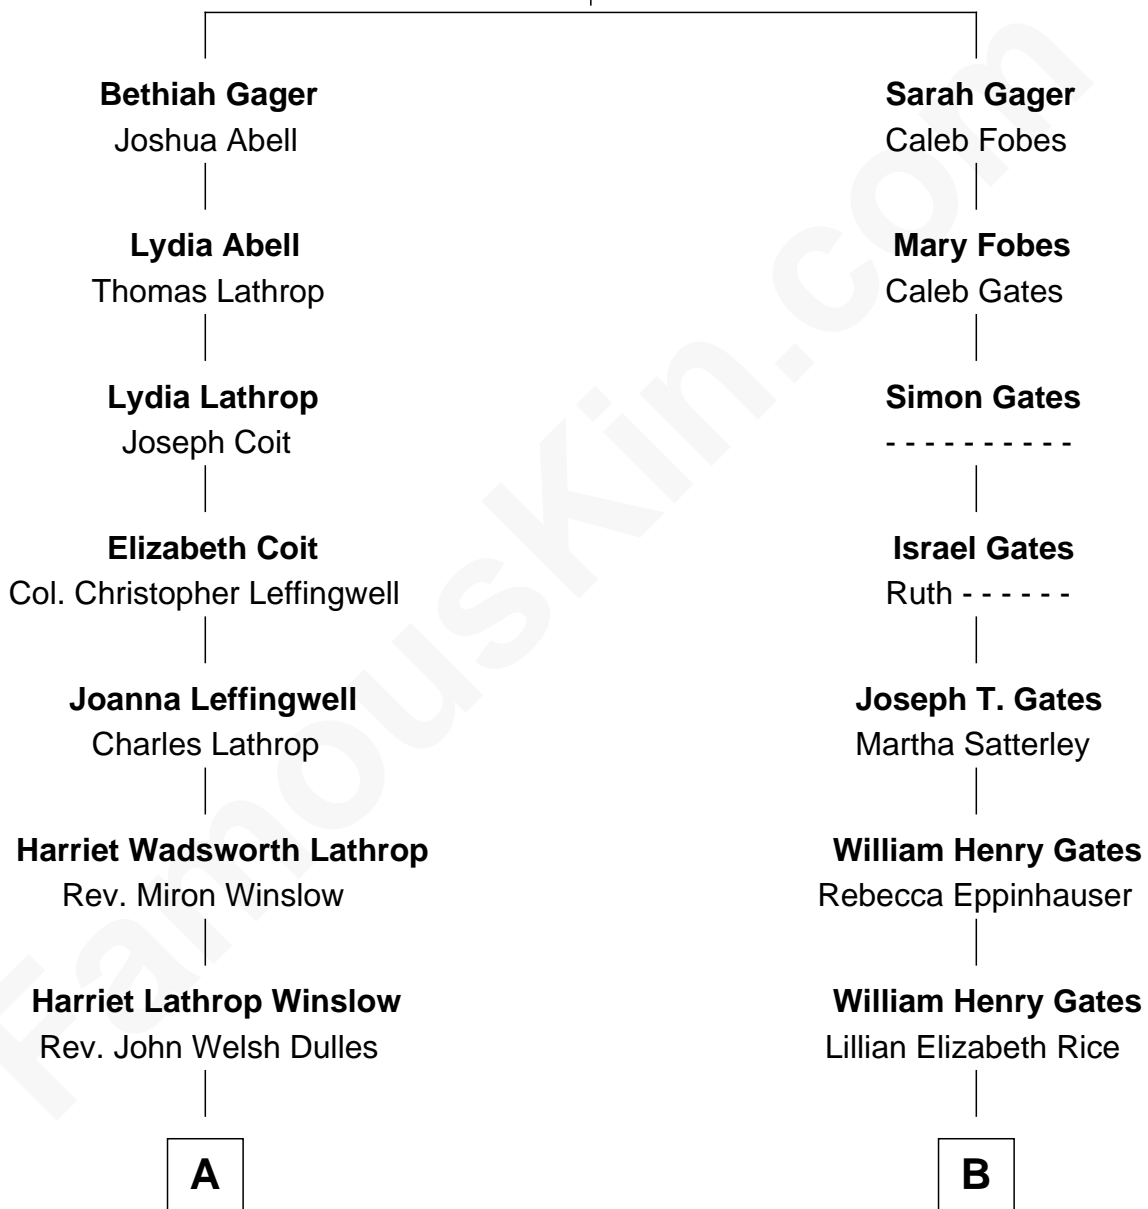 Bethiah Gager
Joshua Abell
Lydia Abell
Thomas Lathrop
Lydia Lathrop
Joseph Coit
Elizabeth Coit
Col. Christopher Leffingwell
Joanna Leffingwell
Charles Lathrop
Harriet Wadsworth Lathrop
Rev. Miron Winslow
Harriet Lathrop Winslow
Rev. John Welsh Dulles
A
Sarah Gager
Caleb Fobes
Mary Fobes
Caleb Gates
Simon Gates
- - - - - - - - - -
Israel Gates
Ruth - - - - - -
Joseph T. Gates
Martha Satterley
William Henry Gates
Rebecca Eppinhauser
William Henry Gates
Lillian Elizabeth Rice
B
FamousKin.com